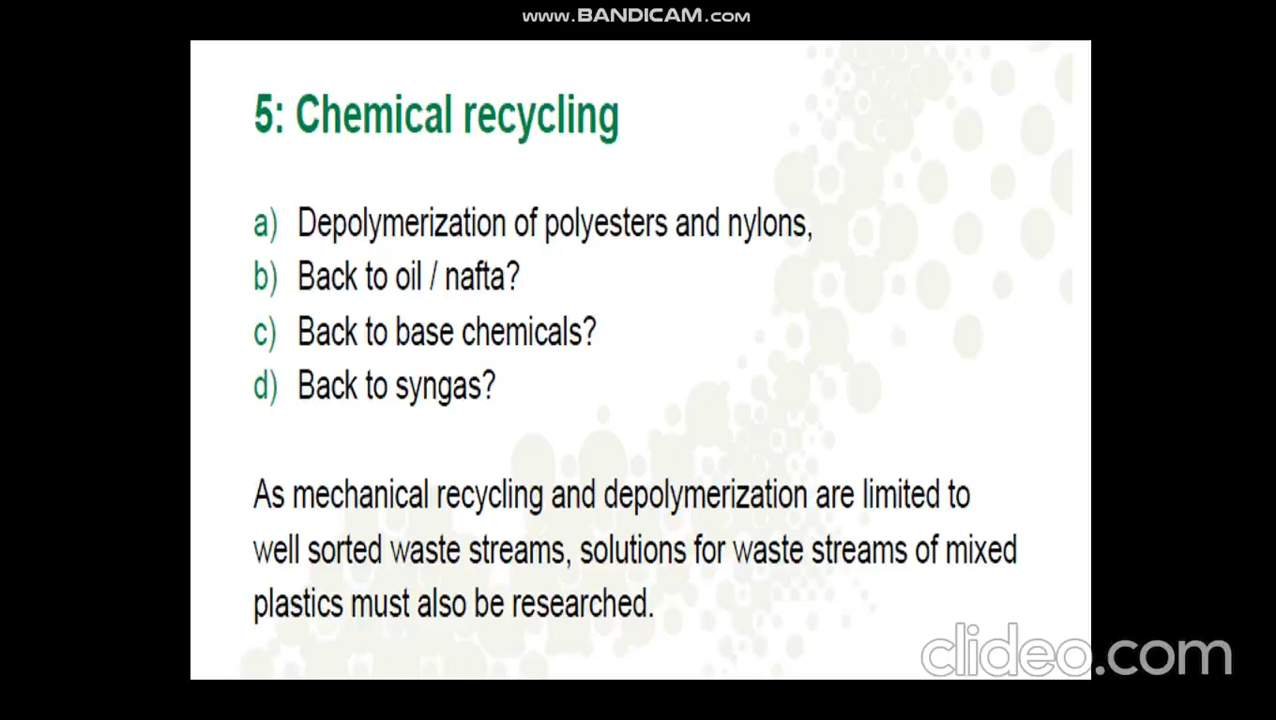 www.BANDICAM.com
5: Chemical recycling
a) Depolymerization of polyesters and nylons,
b) Back to oil / nafta?
c) Back to base chemicals?
d) Back to syngas?
As mechanical recycling and depolymerization are limited to
well sorted waste streams, solutions for waste streams of mixed
plastics must also be researched.
clideo.com